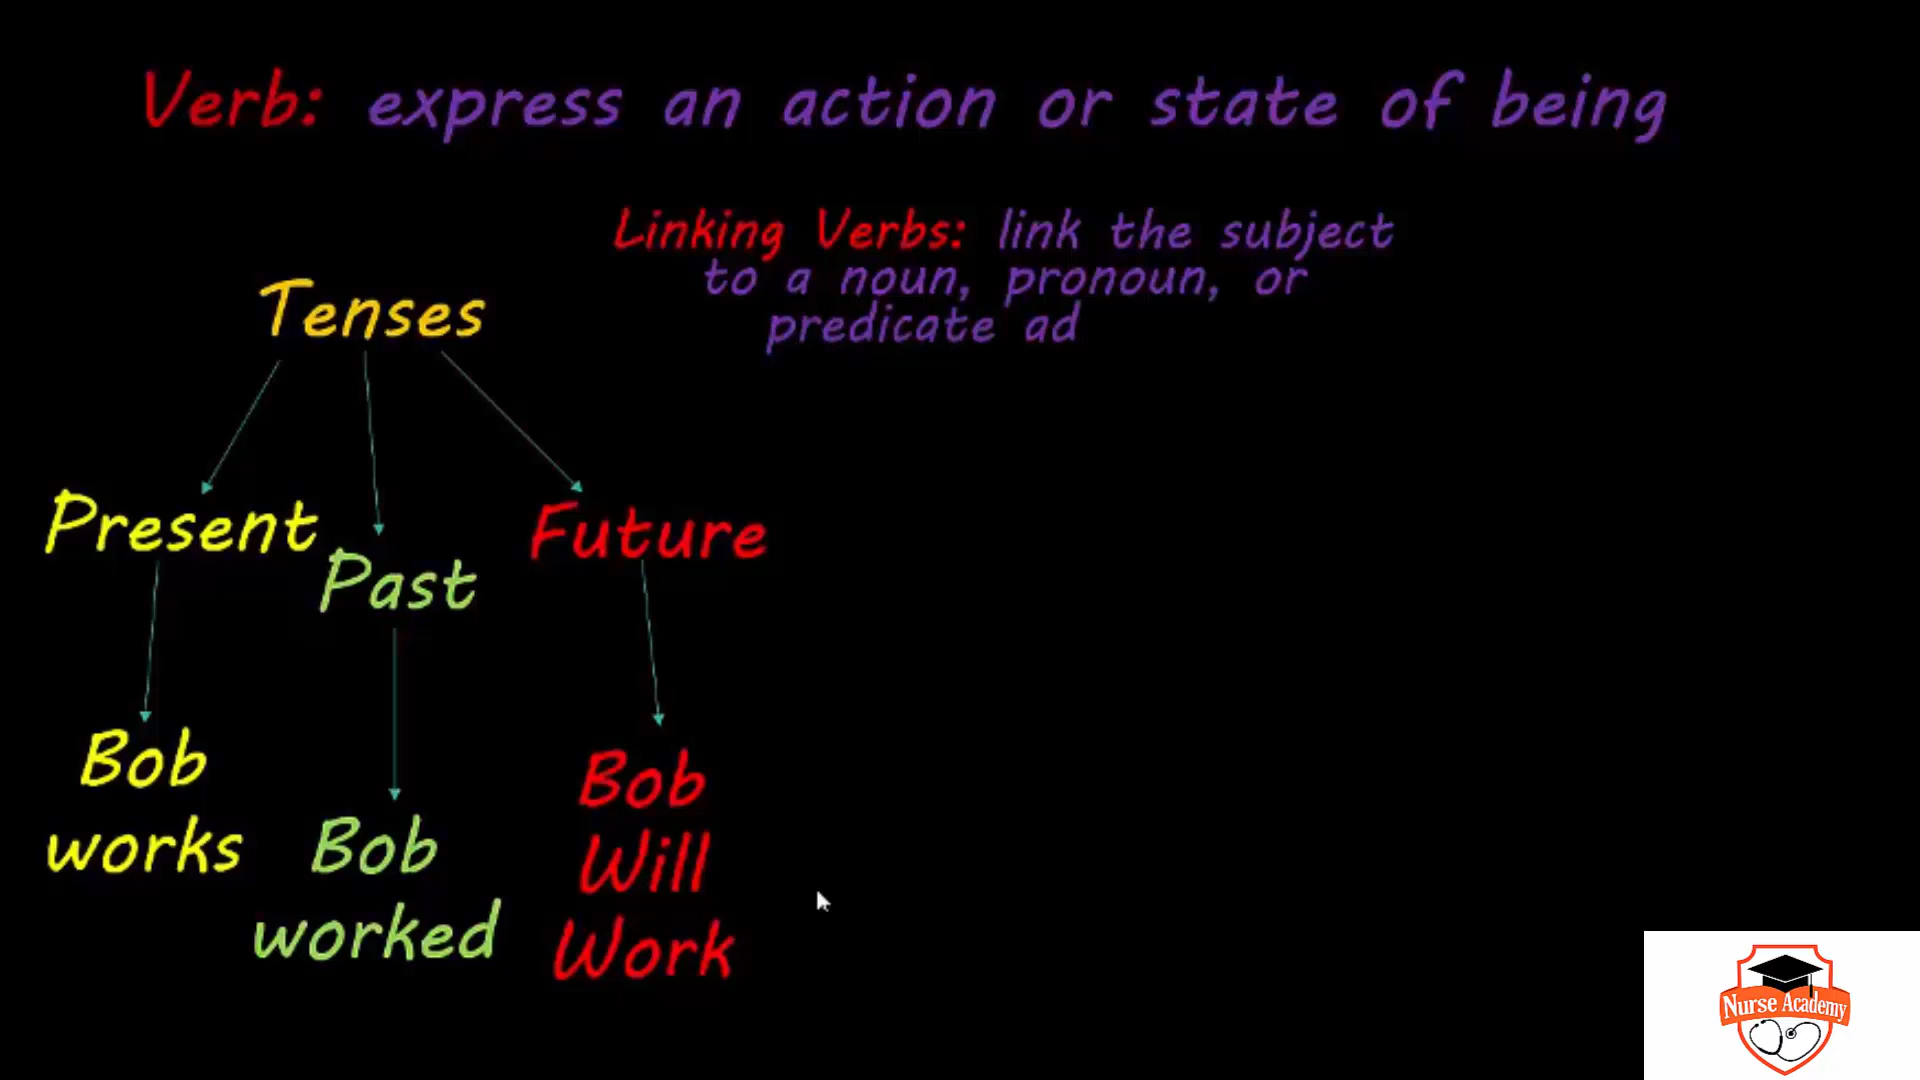 Verb: express an action or state of being
Linking Verbs: link the subject
to a noun, pronoun, or
predicate ad
Tenses
Present
Past
Future
Bob
works
Bob
worked
Bob
Will
Work
Nurse Academy